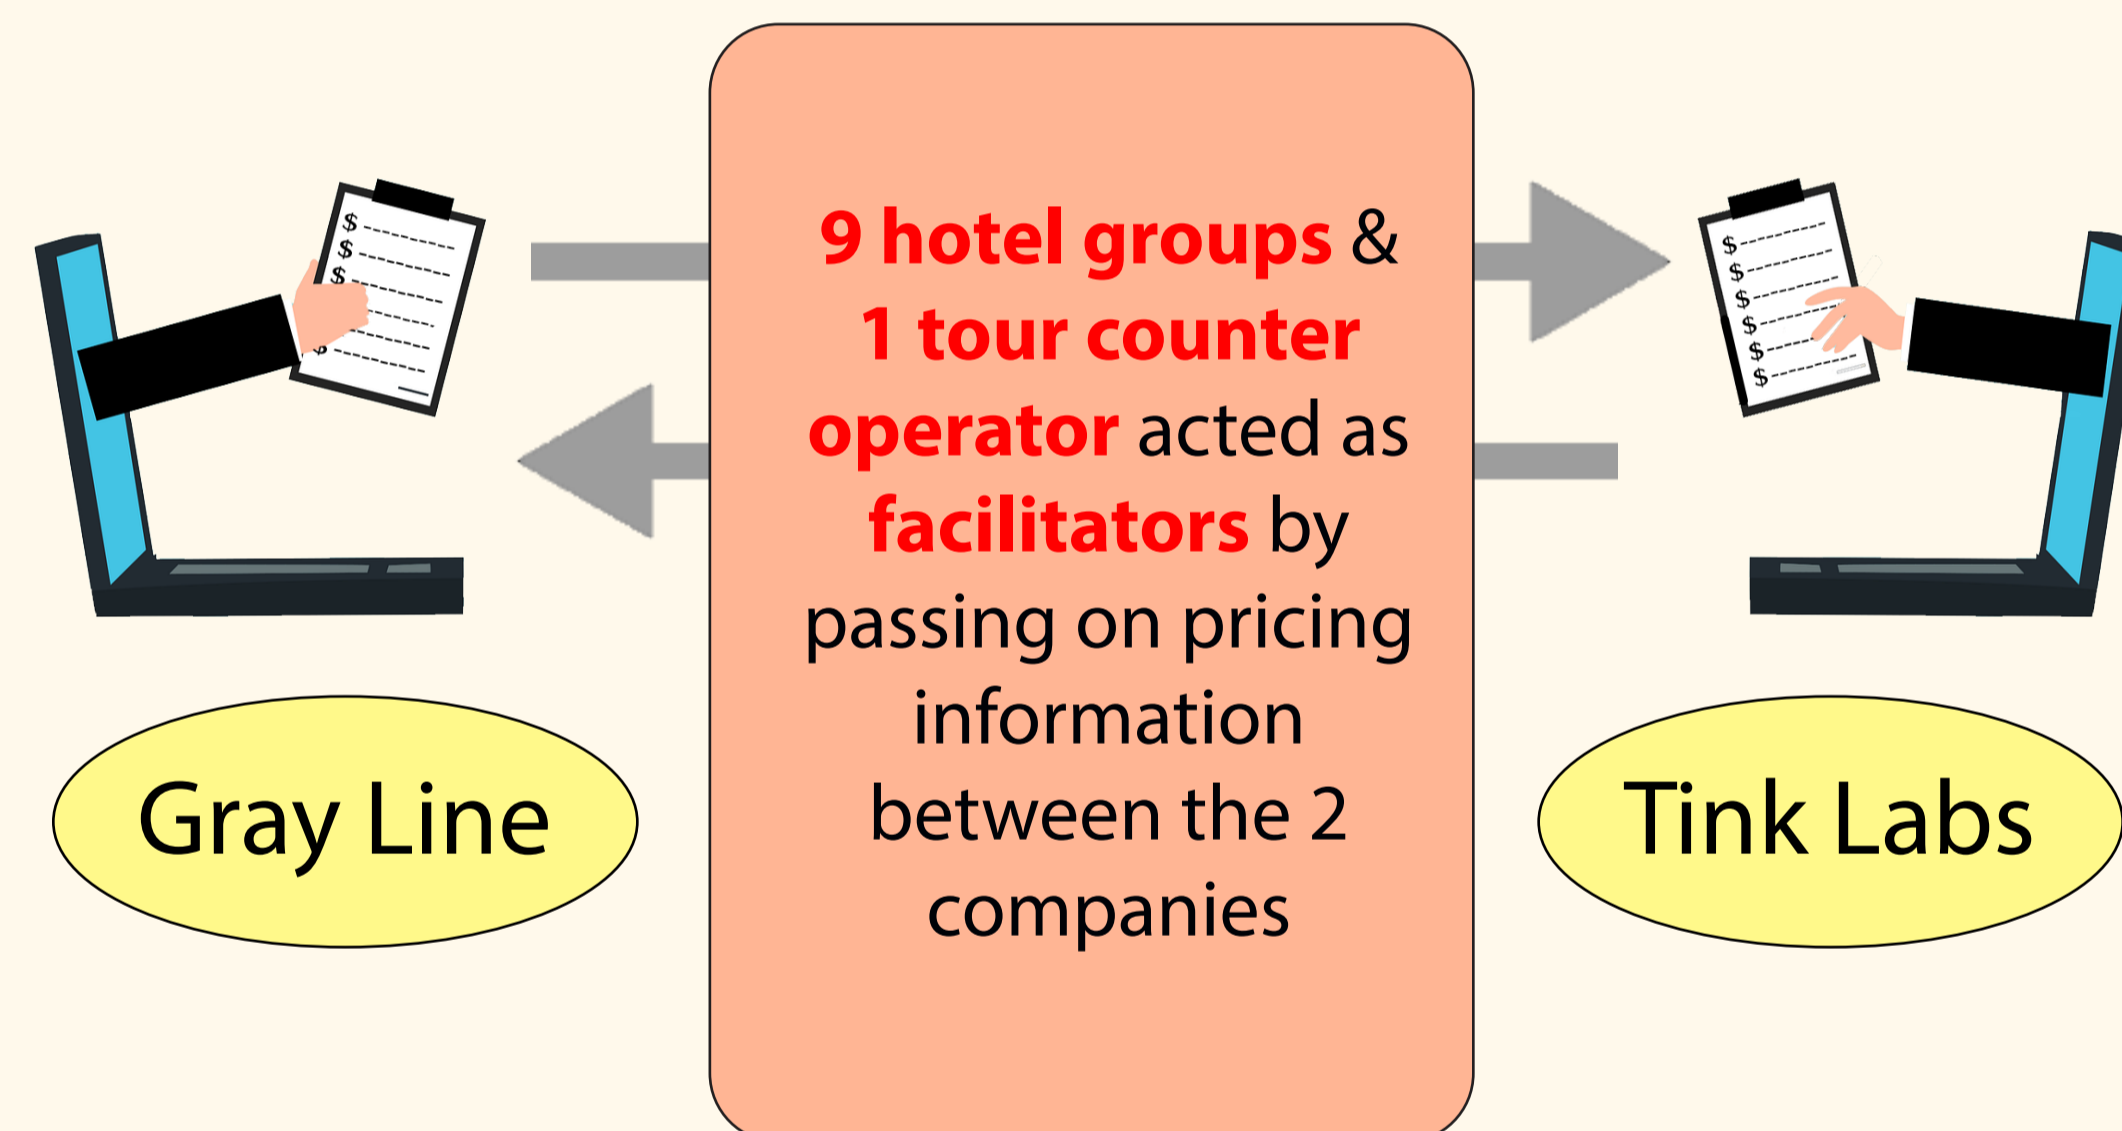 9 hotel groups &
1 tour counter
operator acted as
facilitators by
passing on pricing
information
between the 2
companies
Gray Line
Tink Labs
$
$
$
$
$
$
$
$
$
$